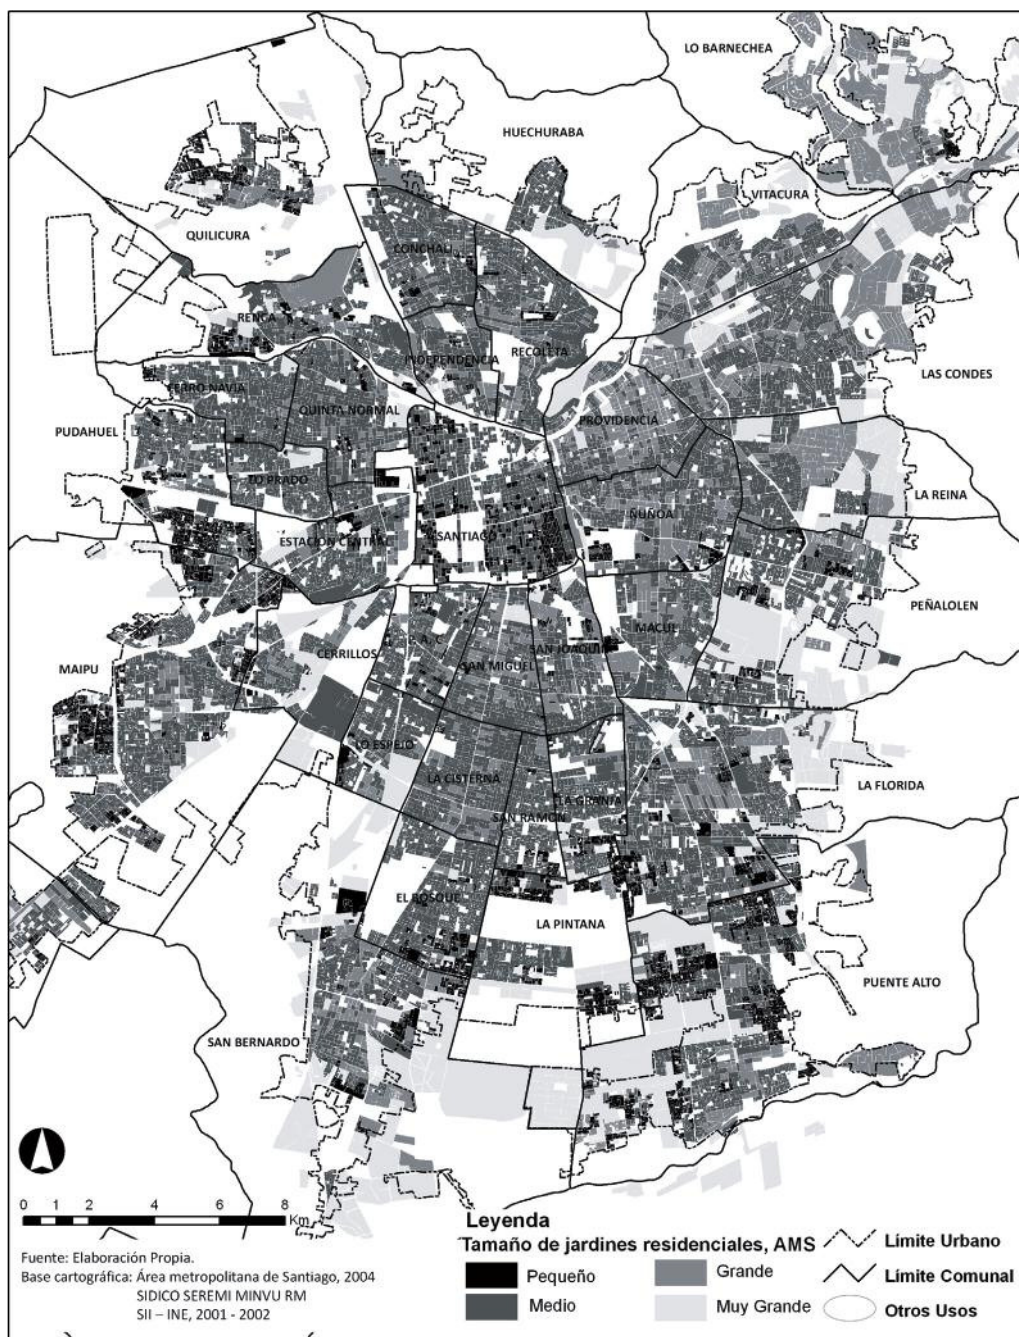 LO BARNECHEA
HUECHURABA
VITACURA
QUILICURA
CONCHALI
RENCA
INDEPENDENCIA
RECOLETA
LAS CONDES
CERRO NAVIA
QUINTA NORMAL
PROVIDENCIA
PUDAHUEL
LO PRADO
LA REINA
ÑUÑOA
SANTIAGO
ESTACION CENTRAL
PEÑALOLEN
MACUL
P. A. C
CERRILLOS
SAN JOAQUIN
SAN MIGUEL
MAIPU
LO ESPEJO
LA CISTERNA
LA FLORIDA
LA GRANJA
SAN RAMON
EL BOSQUE
LA PINTANA
PUENTE ALTO
SAN BERNARDO
0 1 2 4 6 8
Km
Fuente: Elaboración Propia.
Base cartográfica: Área metropolitana de Santiago, 2004
SIDICO SEREMI MINVU RM
SII – INE, 2001 - 2002
Leyenda
Tamaño de jardines residenciales, AMS
Pequeño
Medio
Grande
Muy Grande
Límite Urbano
Límite Comunal
Otros Usos